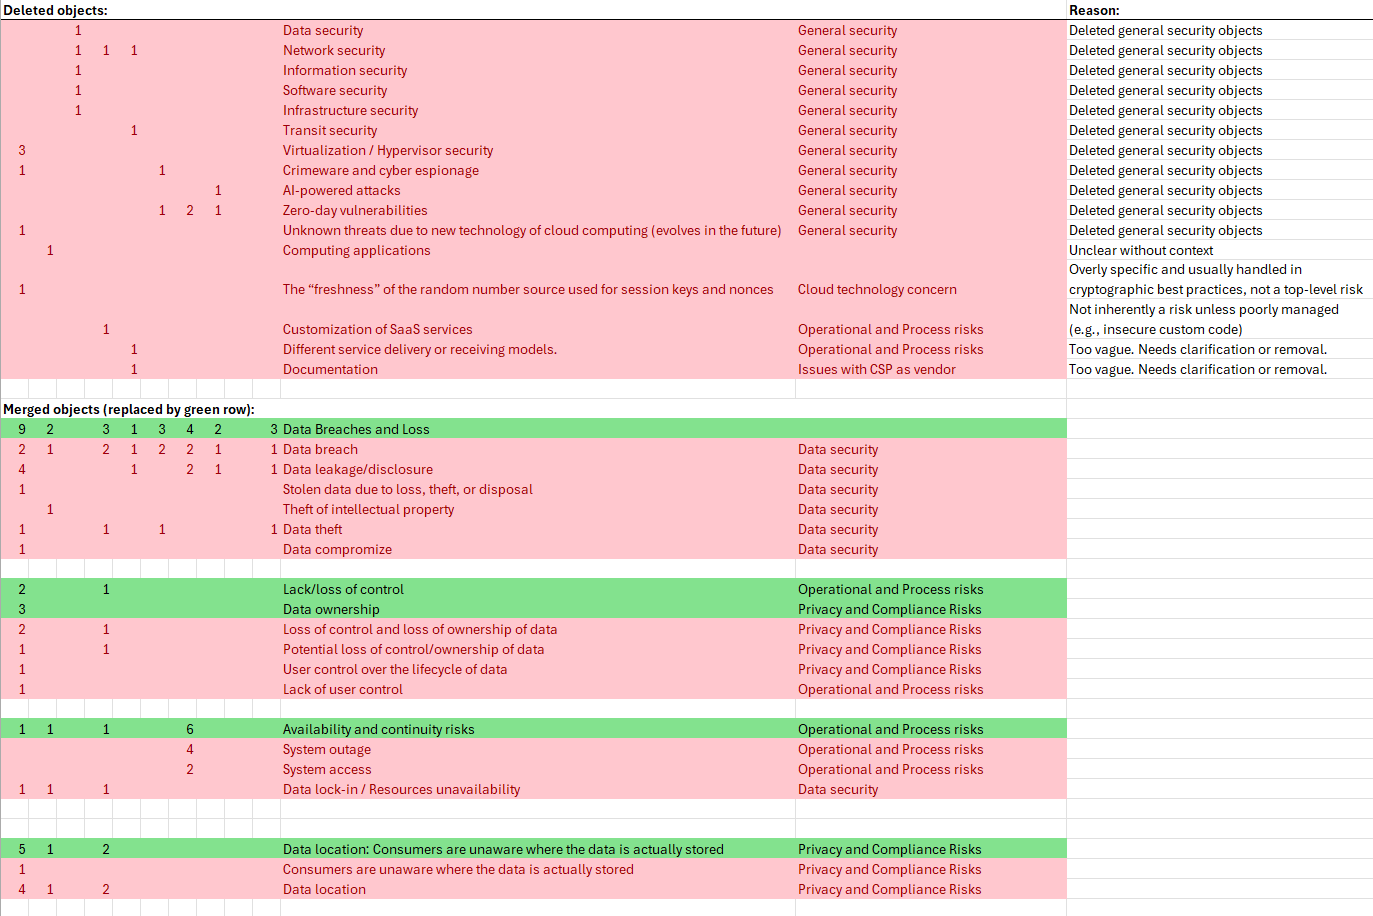 Deleted objects: Reason:
1 Data security General security Deleted general security objects
1 1 1 Network security General security Deleted general security objects
1 Information security General security Deleted general security objects
1 Software security General security Deleted general security objects
1 Infrastructure security General security Deleted general security objects
1 Transit security General security Deleted general security objects
3 Virtualization / Hypervisor security General security Deleted general security objects
1 1 Crimeware and cyber espionage General security Deleted general security objects
1 AI-powered attacks General security Deleted general security objects
1 2 1 Zero-day vulnerabilities General security Deleted general security objects
1 Unknown threats due to new technology of cloud computing (evolves in the future) General security Deleted general security objects
1 Computing applications Unclear without context
Overly specific and usually handled in
1 The “freshness” of the random number source used for session keys and nonces Cloud technology concern cryptographic best practices, not a top-level risk
Not inherently a risk unless poorly managed
1 Customization of SaaS services Operational and Process risks (e.g., insecure custom code)
1 Different service delivery or receiving models. Operational and Process risks Too vague. Needs clarification or removal.
1 Documentation Issues with CSP as vendor Too vague. Needs clarification or removal.
Merged objects (replaced by green row):
9 2 3 1 3 4 2 3 Data Breaches and Loss
2 1 2 1 2 2 1 1 Data breach Data security
4 1 2 1 1 Data leakage/disclosure Data security
1 Stolen data due to loss, theft, or disposal Data security
1 Theft of intellectual property Data security
1 1 1 1 Data theft Data security
1 Data compromize Data security
2 1 Lack/loss of control Operational and Process risks
3 Data ownership Privacy and Compliance Risks
2 1 Loss of control and loss of ownership of data Privacy and Compliance Risks
1 1 Potential loss of control/ownership of data Privacy and Compliance Risks
1 User control over the lifecycle of data Privacy and Compliance Risks
1 Lack of user control Operational and Process risks
1 1 1 6 Availability and continuity risks Operational and Process risks
4 System outage Operational and Process risks
2 System access Operational and Process risks
1 1 1 Data lock-in / Resources unavailability Data security
5 1 2 Data location: Consumers are unaware where the data is actually stored Privacy and Compliance Risks
1 Consumers are unaware where the data is actually stored Privacy and Compliance Risks
4 1 2 Data location Privacy and Compliance Risks